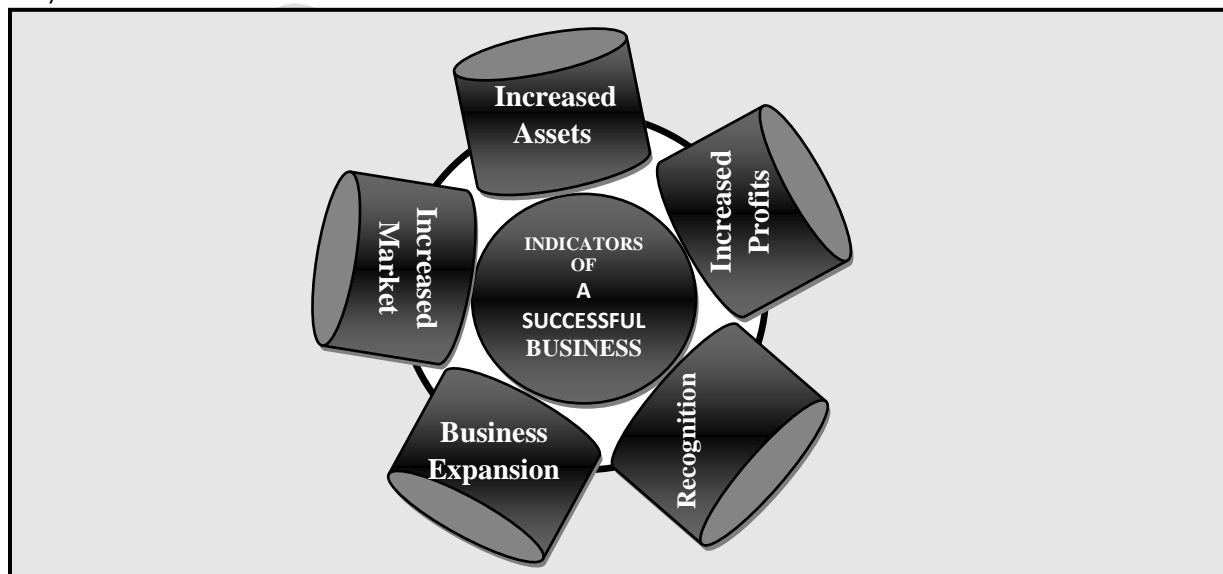 Increased
Assets
Increased
Profits
Increased
Market
INDICATORS
OF
A
SUCCESSFUL
BUSINESS
Business
Expansion
Recognition